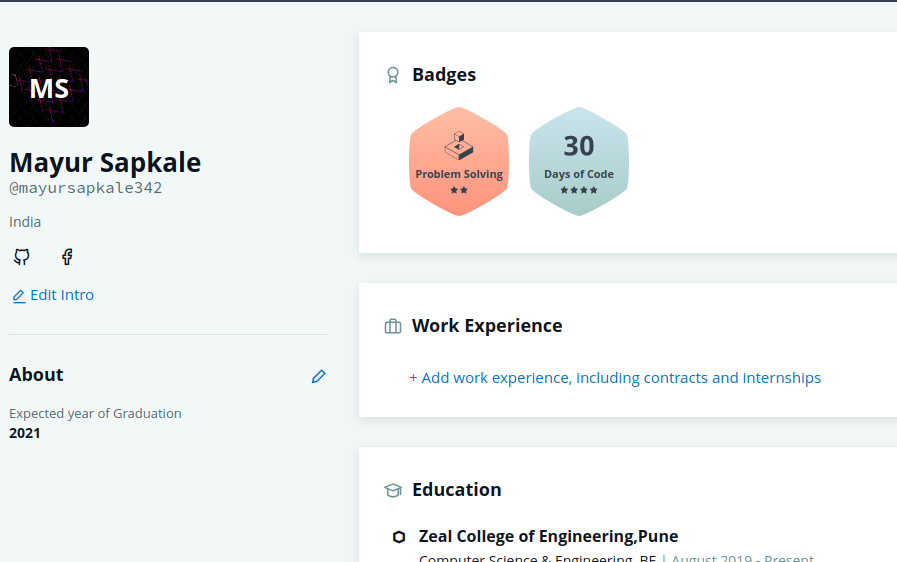 MS
Mayur Sapkale
@mayursapkale342
India
Edit Intro
About
Expected year of Graduation
2021
Badges
Problem Solving
30
Days of Code
Work Experience
+ Add work experience, including contracts and internships
Education
Zeal College of Engineering,Pune
Computer Science & Engineering, BE | August 2019 - Present